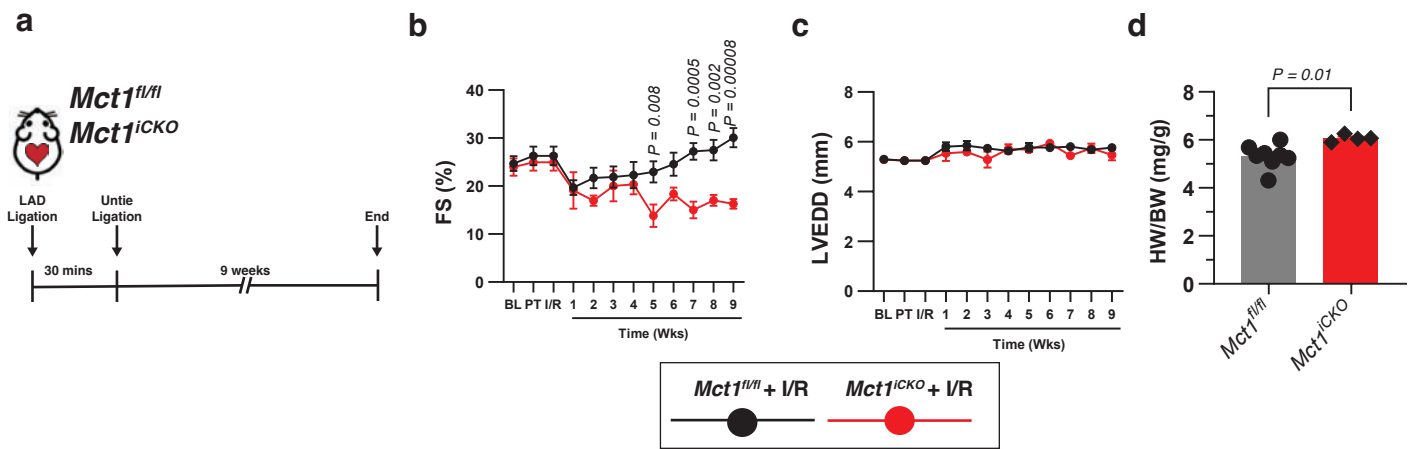 a
Mct1fl/fl
Mct1iCKO
LAD
Ligation
Untie
Ligation
End
30 mins
9 weeks
b
P = 0.008
P = 0.0005
P = 0.002
P = 0.00008
40
30
20
10
0
FS (%)
BL PT I/R 1 2 3 4 5 6 7 8 9
Time (Wks)
c
8
6
4
2
0
LVEDD (mm)
BL PT I/R 1 2 3 4 5 6 7 8 9
Time (Wks)
d
P = 0.01
8
6
4
2
0
HW/BW (mg/g)
Mct1fl/fl
Mct1iCKO
Mct1fl/fl + I/R
Mct1iCKO + I/R